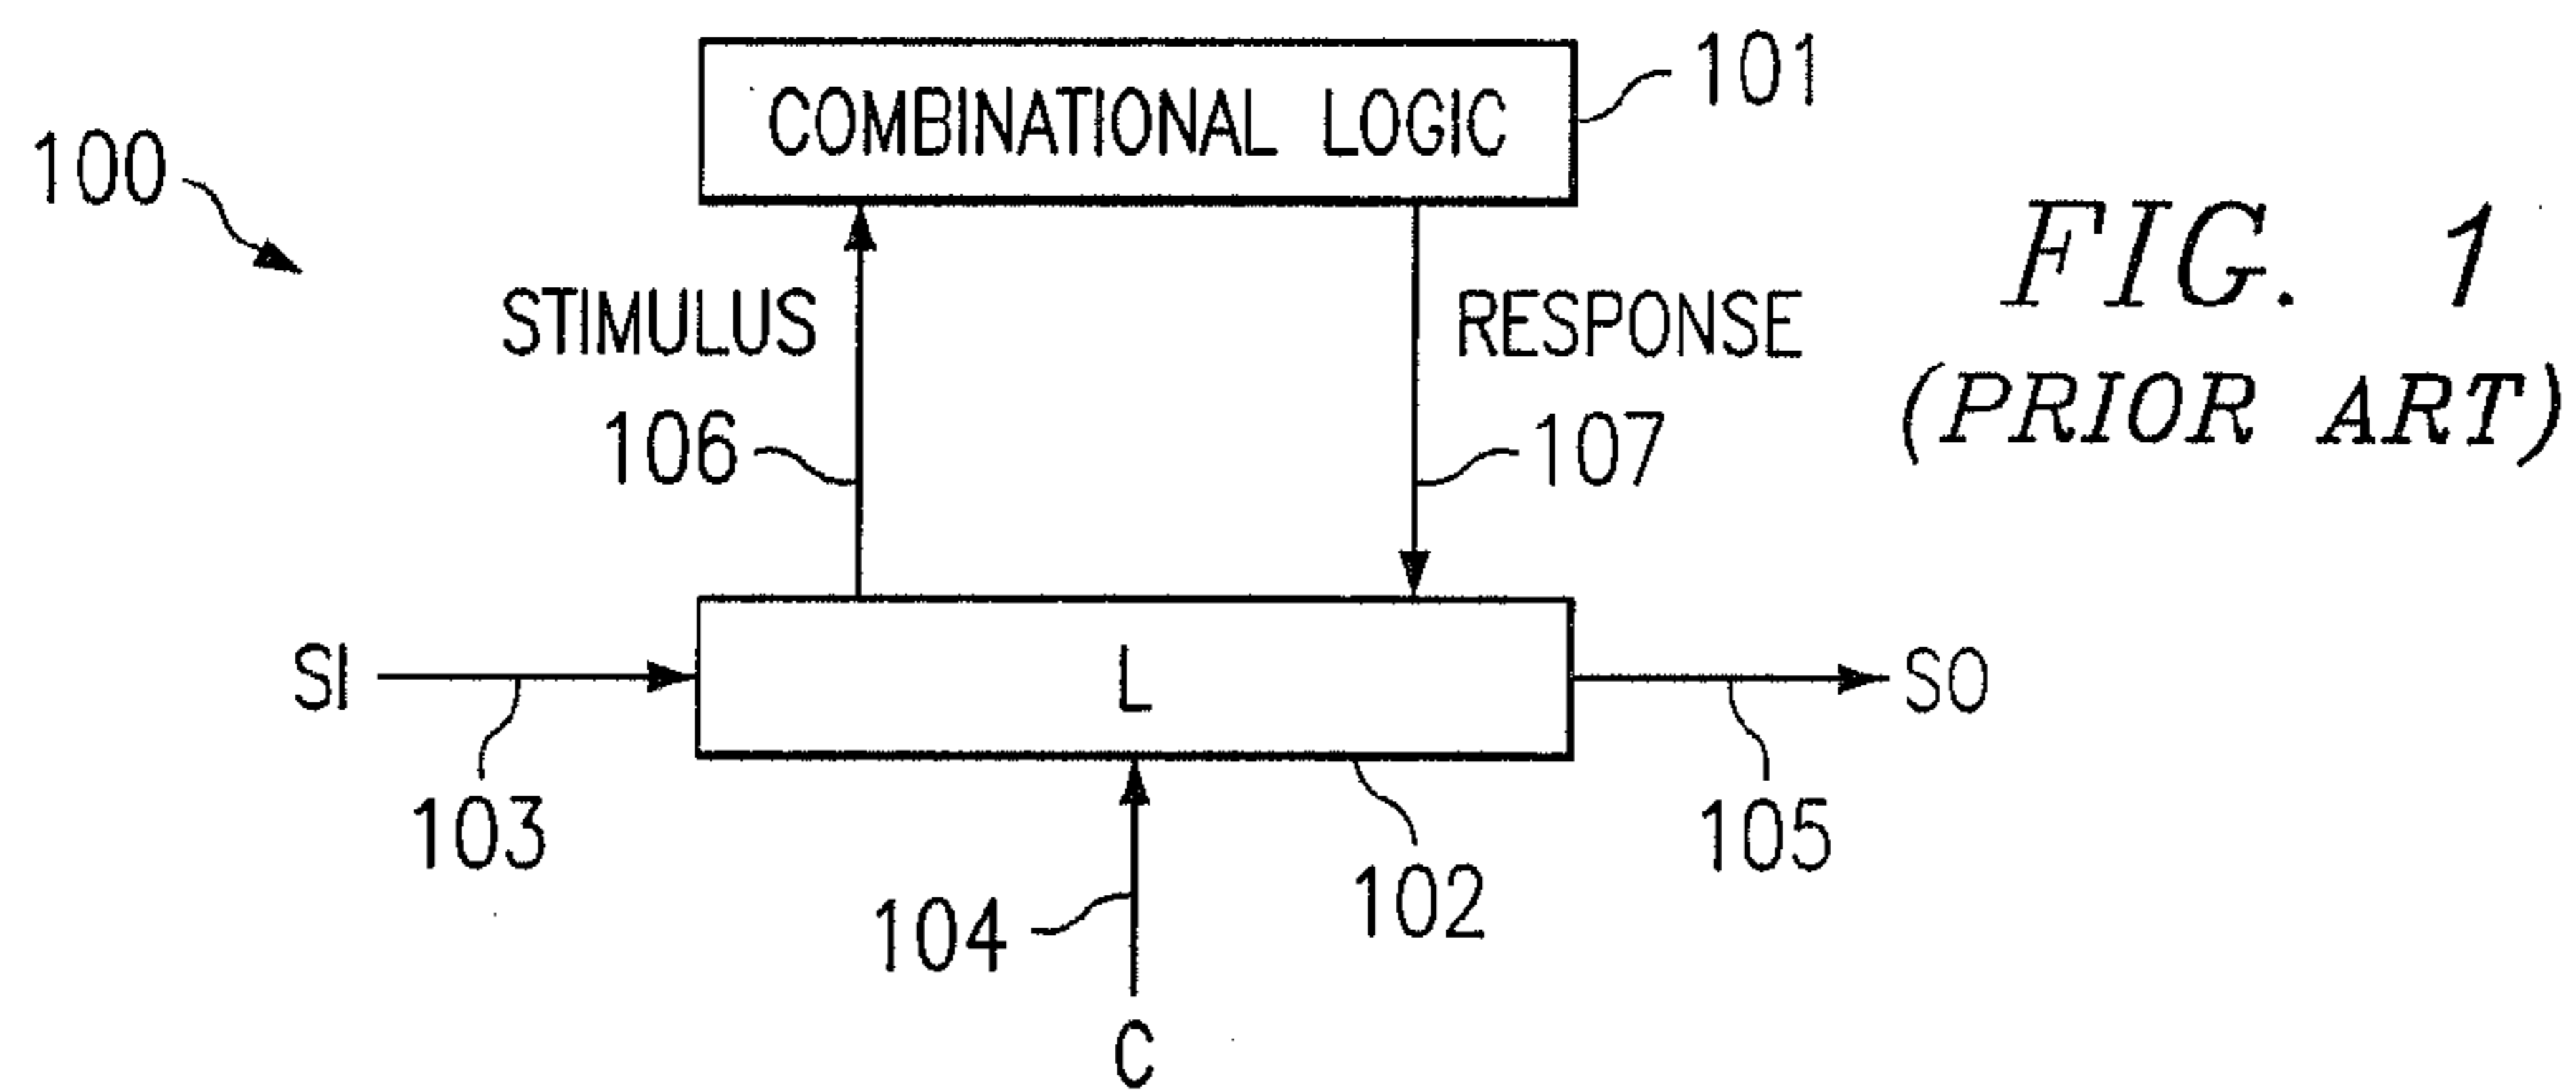 COMBINATIONAL LOGIC
101
100
FIG. 1
(PRIOR ART)
STIMULUS
RESPONSE
106
107
SI
L
SO
103
104
102
105
C